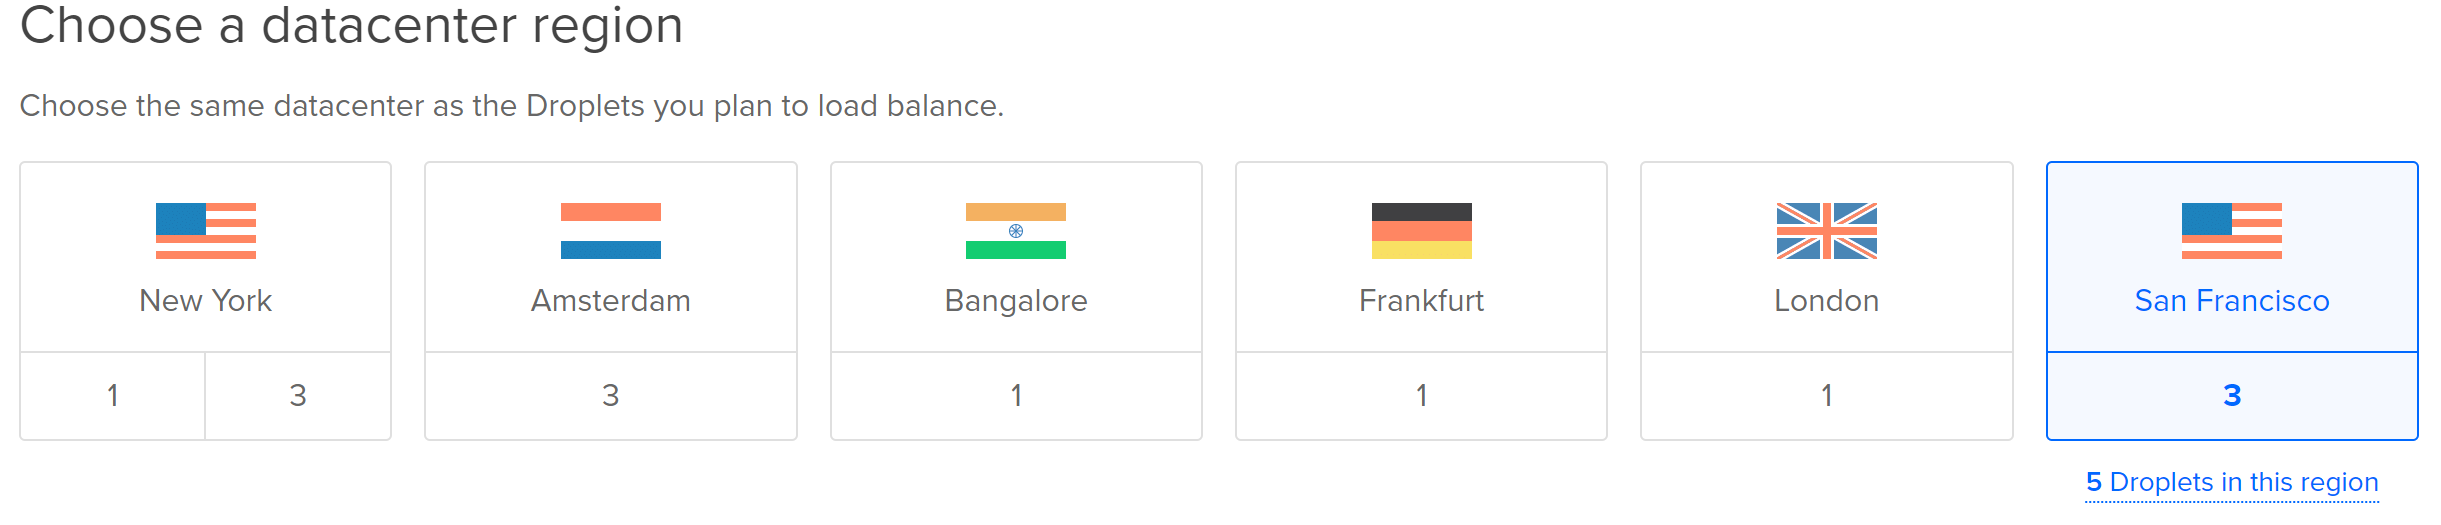 Choose a datacenter region
Choose the same datacenter as the Droplets you plan to load balance.
New York
Amsterdam
Bangalore
Frankfurt
London
San Francisco
1
3
3
1
1
1
3
5 Droplets in this region